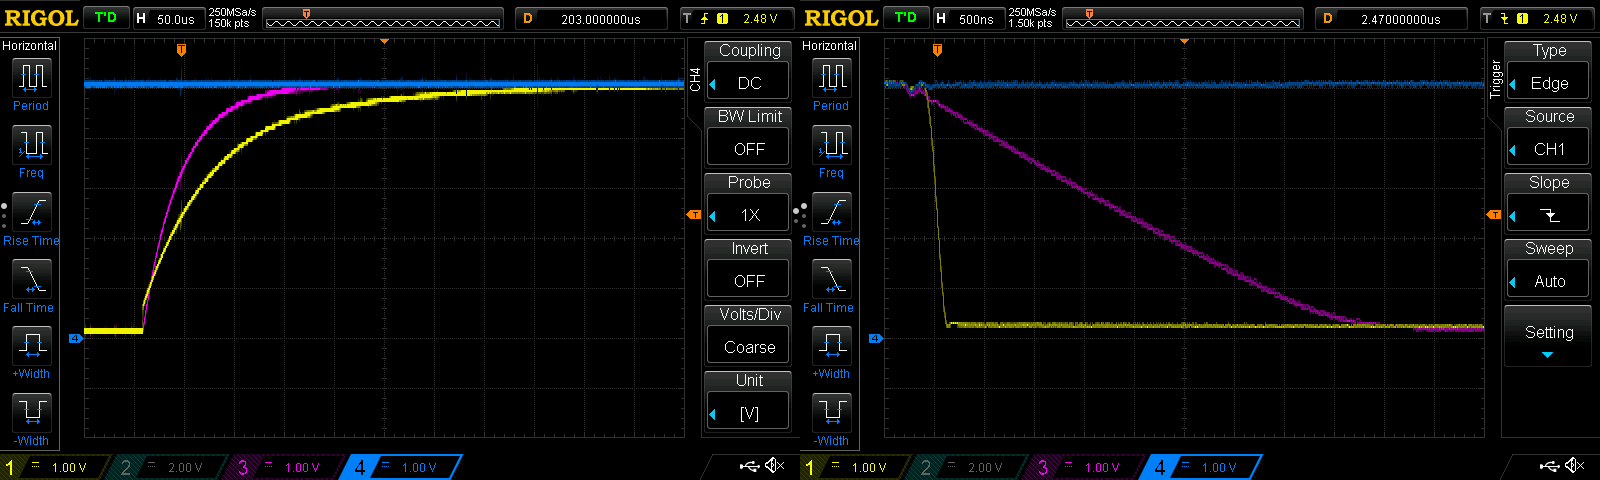 RIGOL T'D H 50.0us 250MSa/s 150k pts T D 203.000000us T 1 2.48 V
Horizontal
Period
Freq
Rise Time
Fall Time
+Width
-Width
T
T
4
CH4
Coupling
DC
BW Limit
OFF
Probe
1X
Invert
OFF
Volts/Div
Coarse
Unit
[V]
1 1.00 V 2 2.00 V 3 1.00 V 4 1.00 V
RIGOL T'D H 500ns 250MSa/s 1.50k pts T D 2.47000000us T 1 2.48 V
Horizontal
Period
Freq
Rise Time
Fall Time
+Width
-Width
T
T
4
Trigger
Type
Edge
Source
CH1
Slope
Sweep
Auto
Setting
1 1.00 V 2 2.00 V 3 1.00 V 4 1.00 V